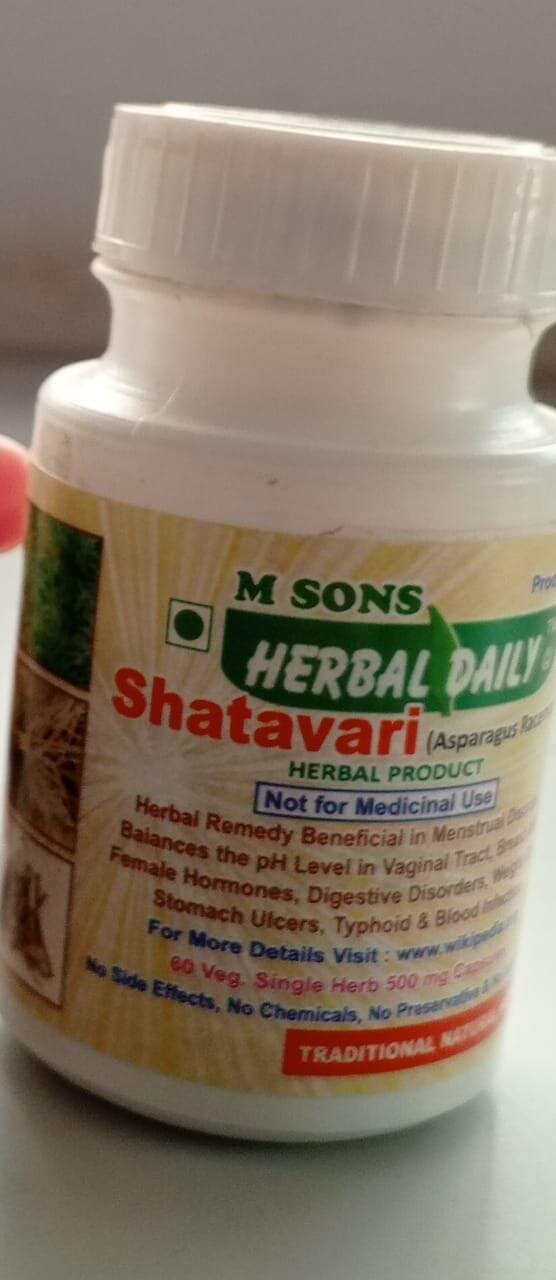 M SONS
HERBAL DAILY
Shatavari (Asparagus
HERBAL PRODUCT
Not for Medicinal Use
Herbal Remedy Beneficial in Menstrual
Balances the pH Level in Vaginal Tract,
Female Hormones, Digestive Disorders,
Stomach Ulcers, Typhoid & Blood
For More Details Visit : www.wikipedia
60 Veg. Single Herb 500 mg
No Side Effects, No Chemicals, No Preservative
TRADITIONAL